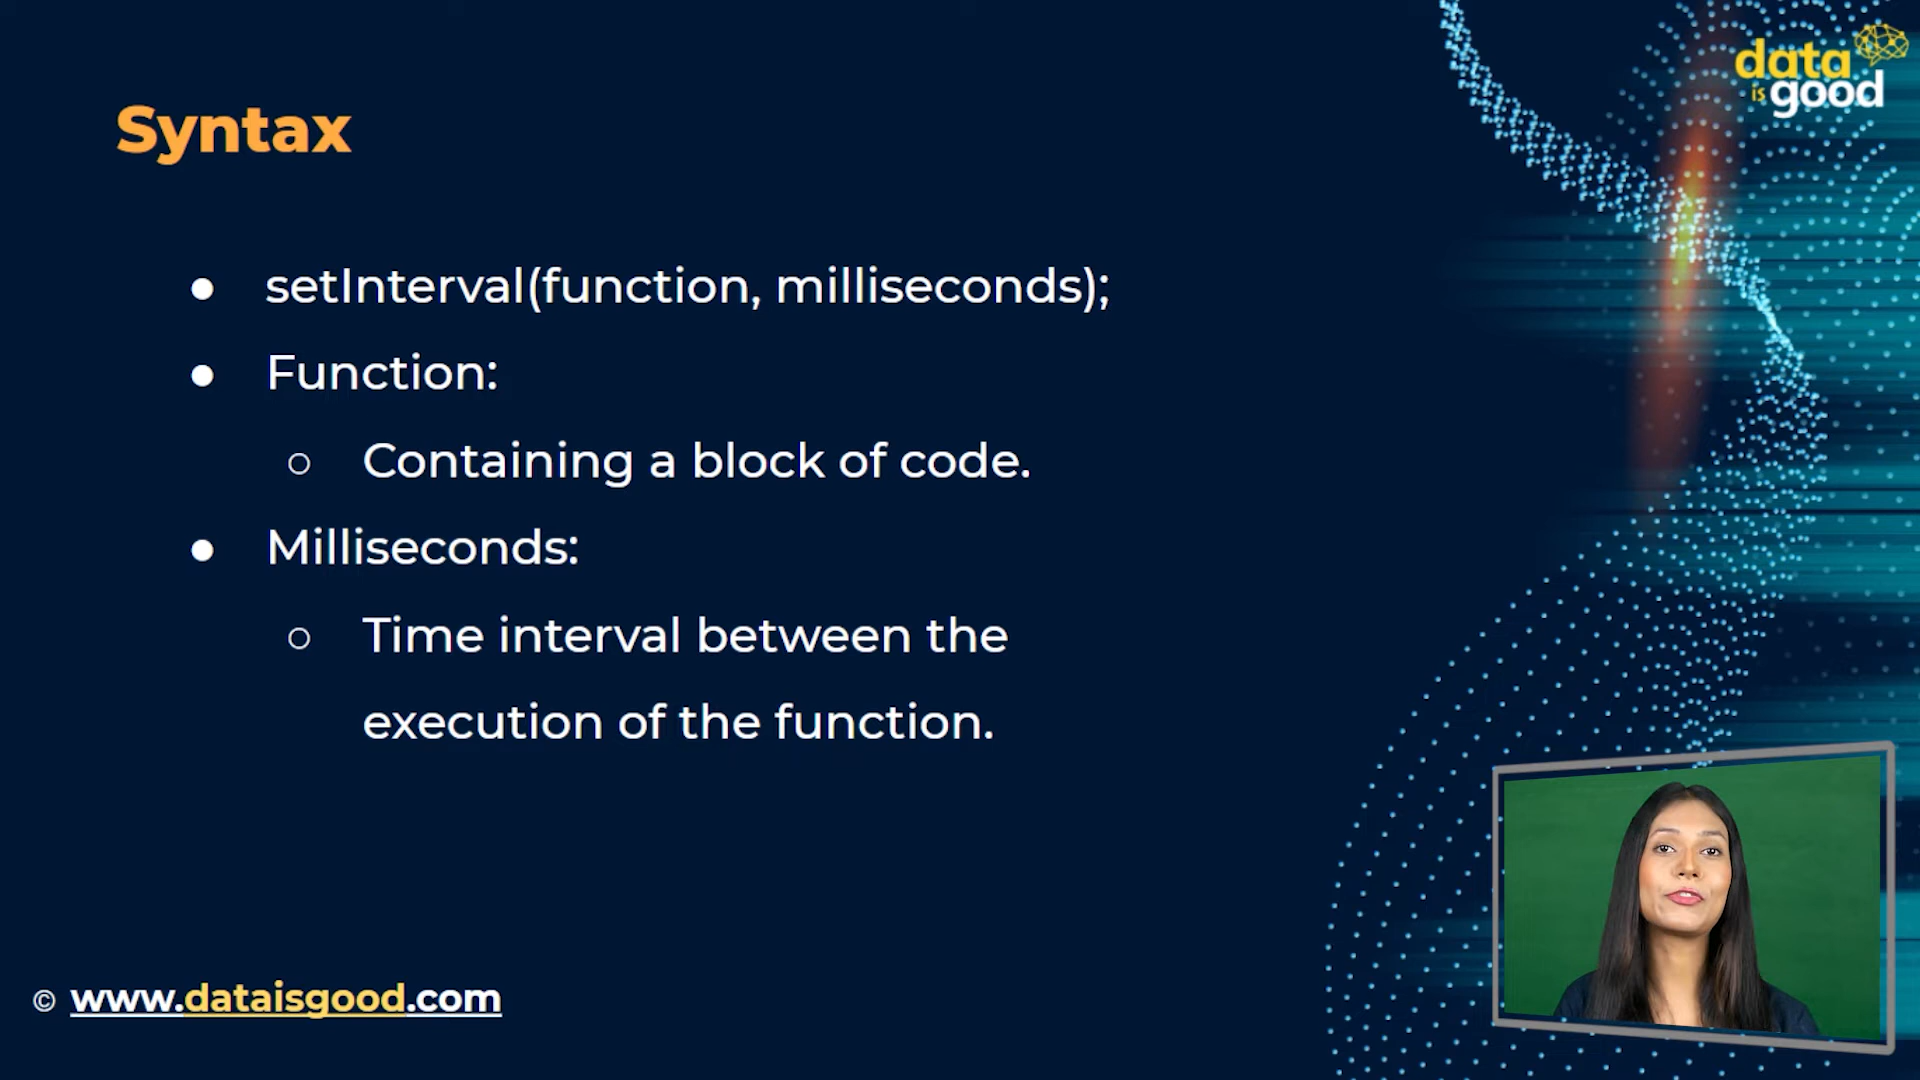 data
is good
Syntax
● setInterval(function, milliseconds);
● Function:
○ Containing a block of code.
● Milliseconds:
○ Time interval between the
execution of the function.
© www.dataisgood.com